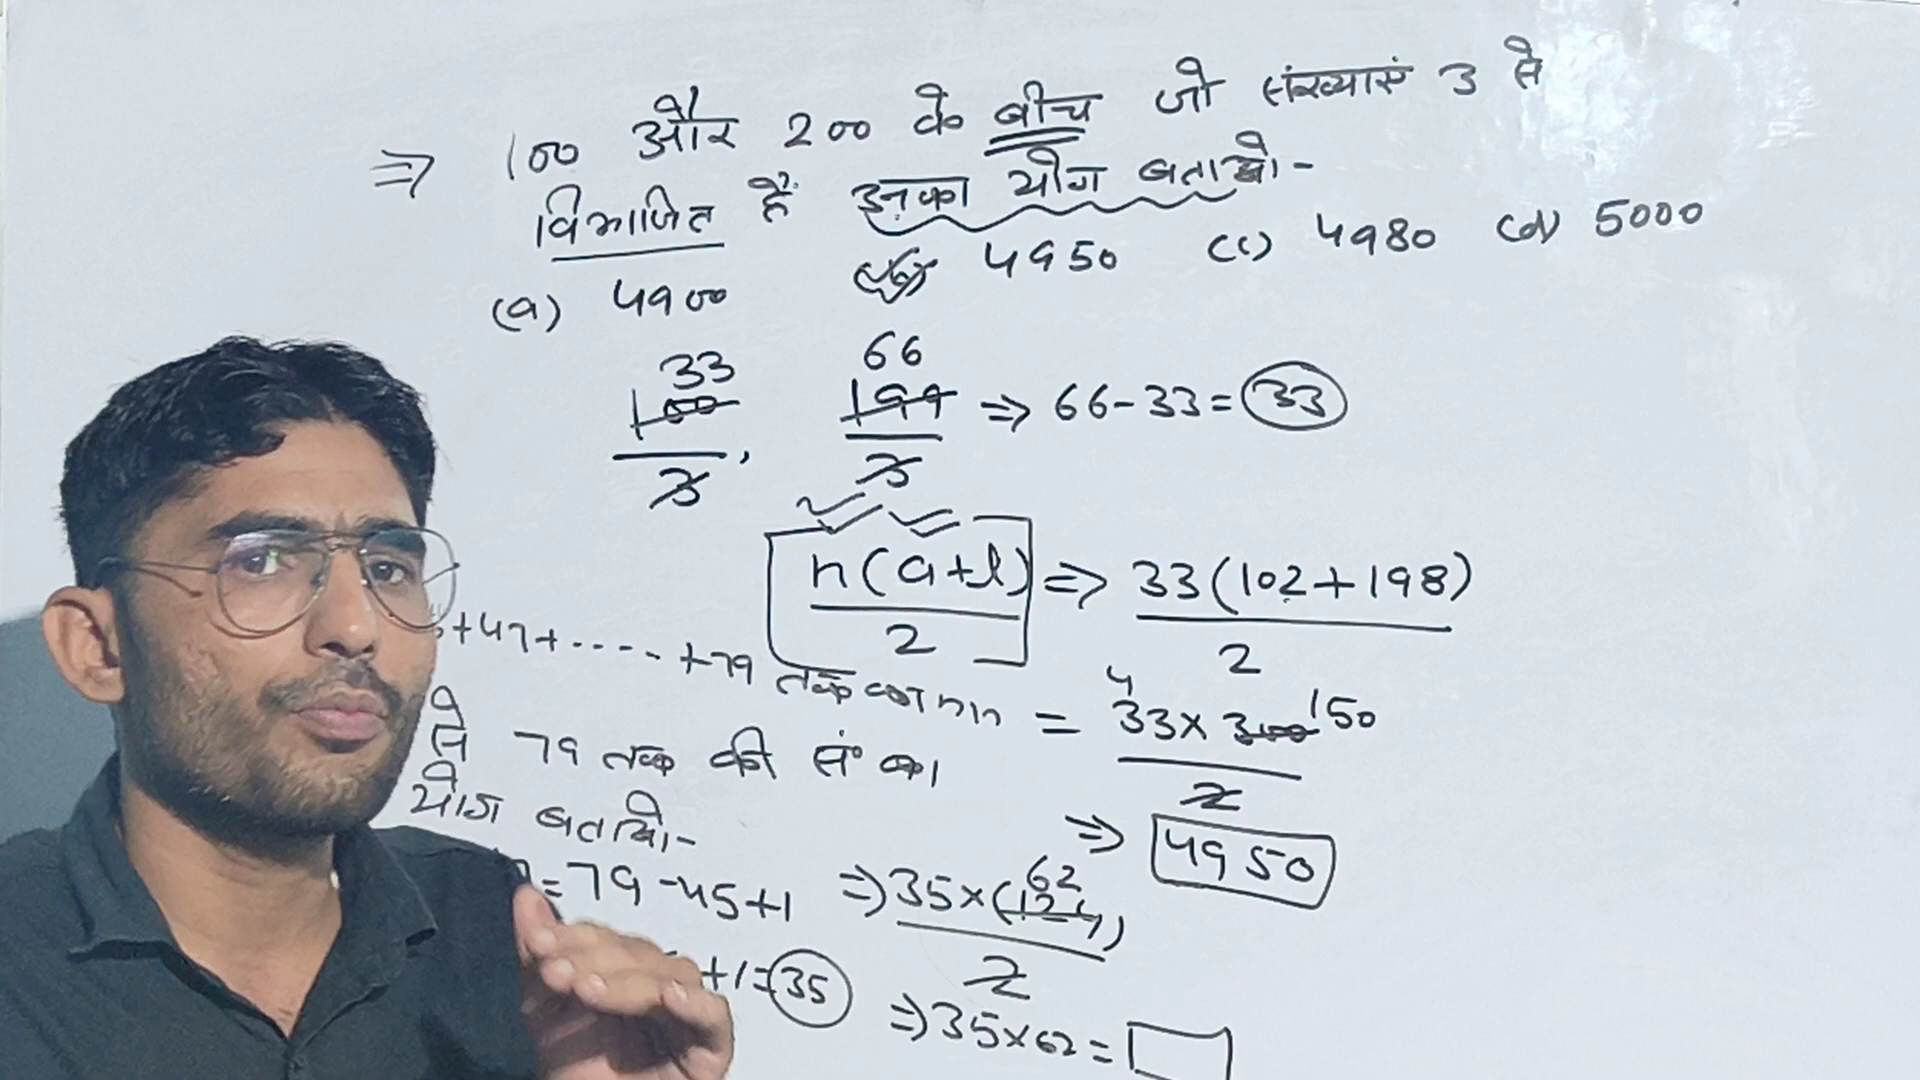 ⇒ 100 और 200 के बीच जो संख्याएं 3 से
विभाजित हैं इनका योग बताओ-
(a) 4900 (b) 4950 (c) 4980 (d) 5000
33 66
100/3, 199/3 ⇒ 66-33=33
n(a+l)/2 ⇒ 33(102+198)/2
+47+....+79 तक का
= 33×300/2 150
⇒ 4950
से 79 तक की सं० का
योग बताओ-
=79-45+1 ⇒35×(124)/2 62
+1=35
⇒35×62=